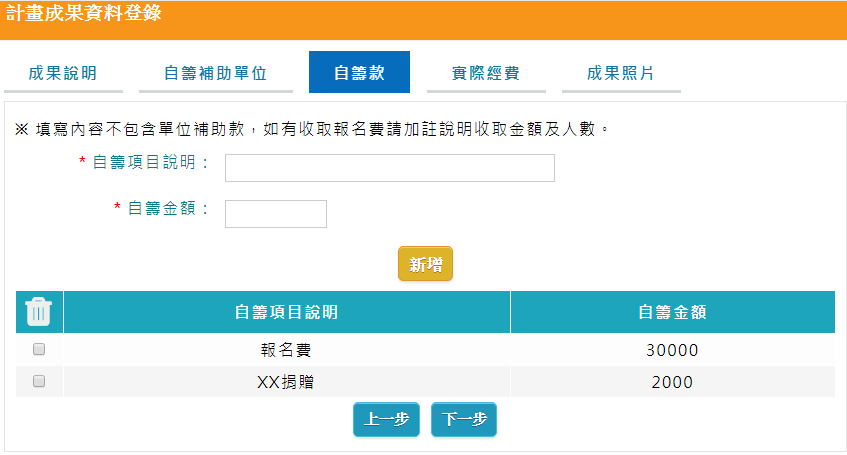 計畫成果資料登錄
成果說明 自籌補助單位 自籌款 實際經費 成果照片
※ 填寫內容不包含單位補助款，如有收取報名費請加註說明收取金額及人數。
* 自籌項目說明：
* 自籌金額：
新增
自籌項目說明 自籌金額
報名費 30000
XX捐贈 2000
上一步 下一步